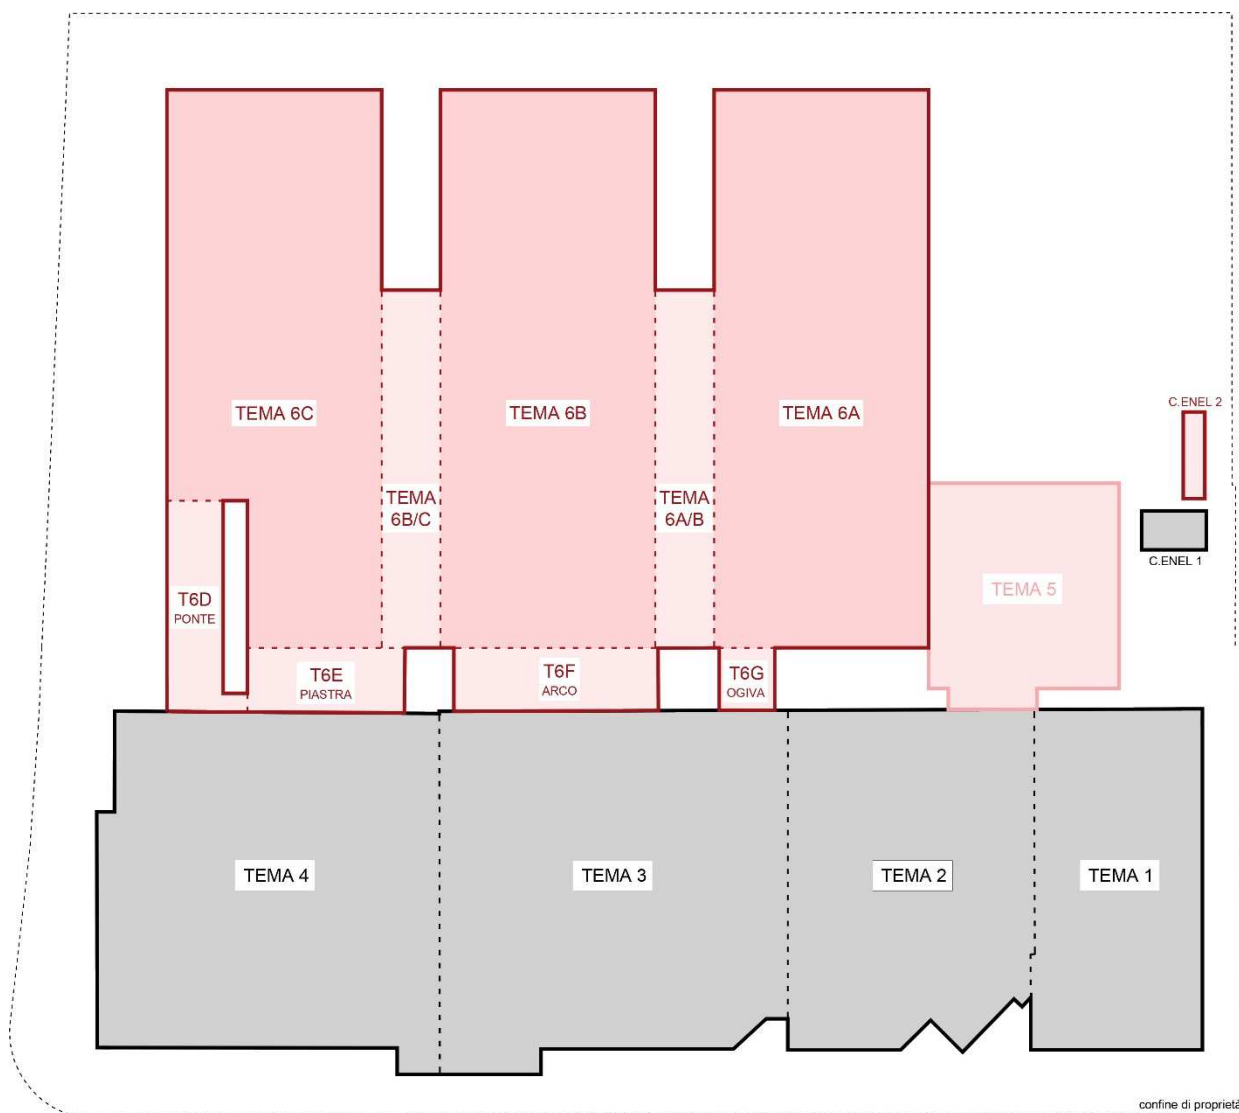 TEMA 6C
TEMA 6B
TEMA 6A
C.ENEL 2
TEMA
6B/C
TEMA
6A/B
C.ENEL 1
TEMA 5
T6D
PONTE
T6E
PIASTRA
T6F
ARCO
T6G
OGIVA
TEMA 4
TEMA 3
TEMA 2
TEMA 1
confine di proprietà